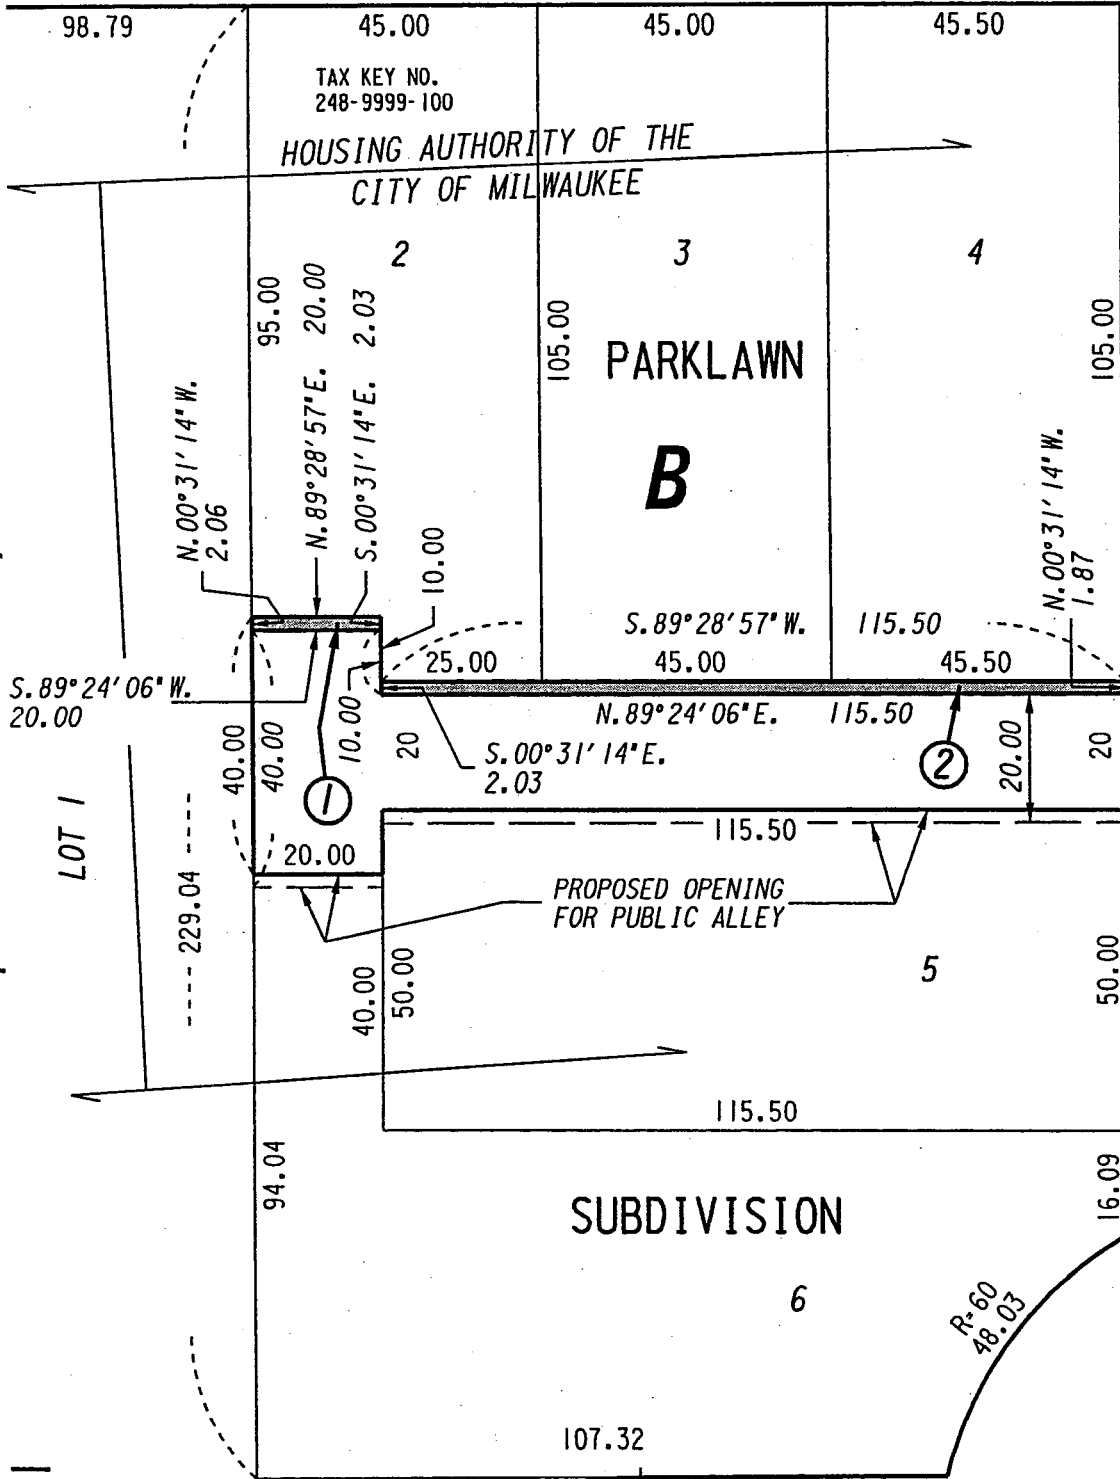 98.79
45.00
45.00
45.50
TAX KEY NO.
248-9999-100
HOUSING AUTHORITY OF THE
CITY OF MILWAUKEE
2
3
4
95.00
N.89°28'57"E. 20.00
S.00°31'14"E. 2.03
105.00
PARKLAWN
105.00
B
N.00°31'14"W.
2.06
10.00
N.00°31'14"W.
1.87
S.89°28'57"W. 115.50
25.00
45.00
45.50
S.89°24'06"W.
20.00
N.89°24'06"E. 115.50
40.00
40.00
10.00
20
S.00°31'14"E.
2.03
2
20.00
20
1
LOT 1
115.50
20.00
229.04
PROPOSED OPENING
FOR PUBLIC ALLEY
5
40.00
50.00
50.00
115.50
94.04
16.09
SUBDIVISION
6
R=60
48.03
107.32